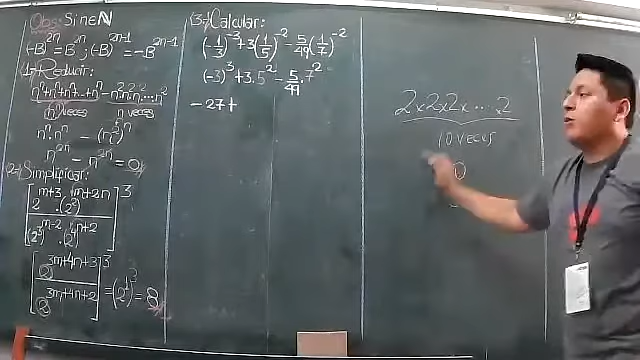 Obs: Si n∈ℕ
(-B)^2n = B^2n ; (-B)^2n-1 = -B^2n-1
1-) Reducir:
n^n + n^n + n^n ... + n^n - n^2 . n^2 . n^2 ... n^2
n^n veces n veces
n^n . n^n - (n^2)^n
n^2n - n^2n = 0
2-) Simplificar:
[2^m+3 . (2^2)^m+2n / (2^3)^m-2 . (2^4)^n+2]^3
[2^3m+4n+3 / 2^3m+4n+2]^3 = (2^1)^3 = 8
(3-) Calcular:
(-1/3)^-3 + 3(1/5)^-2 - 5/49(1/7)^-2
(-3)^3 + 3.5^2 - 5/49 . 7^2
- 27 +
2x2x2x...x2
10 veces